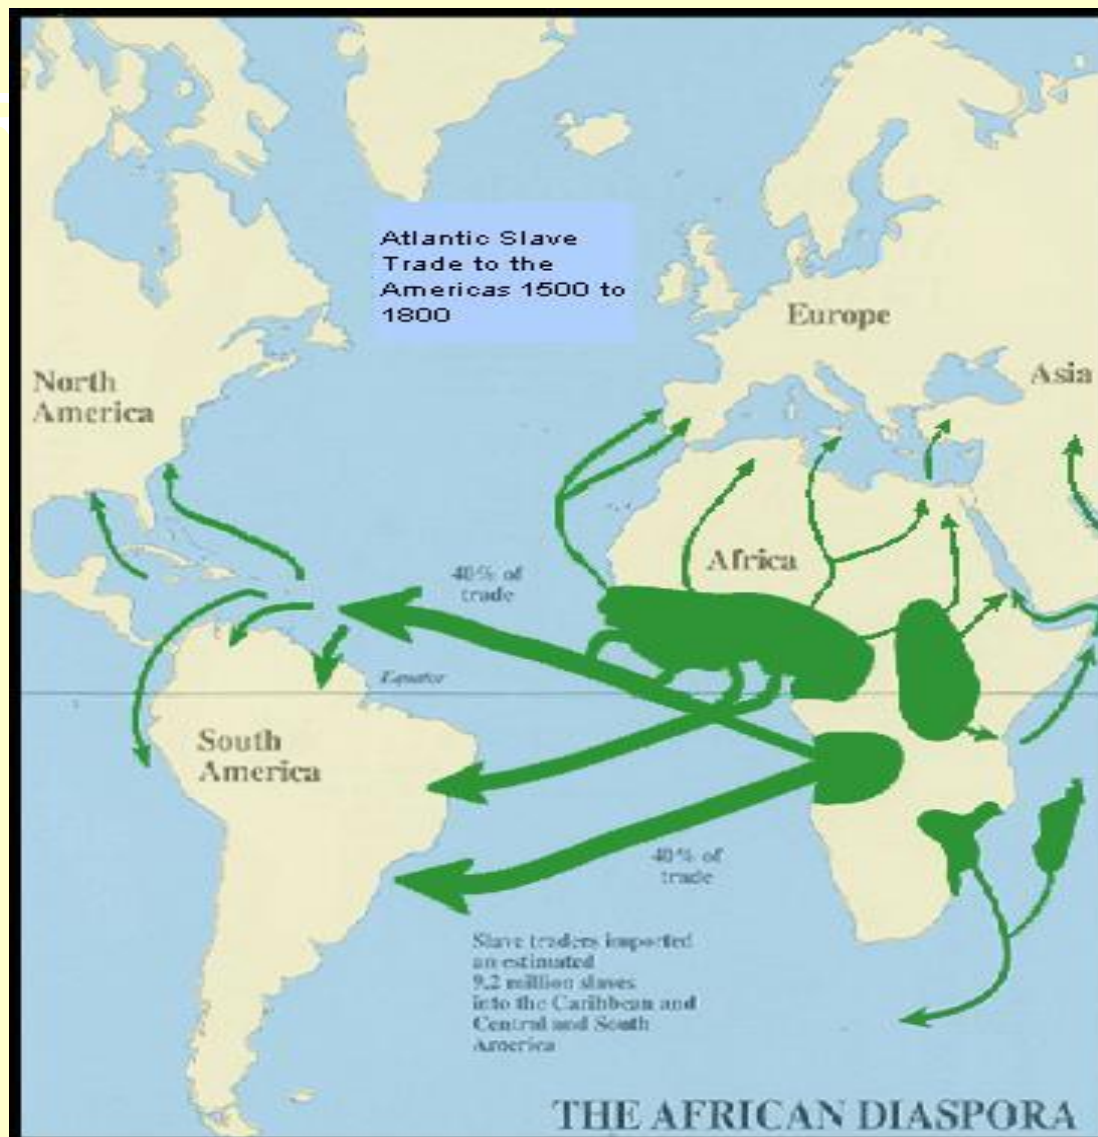 Atlantic Slave
Trade to the
Americas 1500 to
1800
Europe
Asia
North
America
Africa
40% of
trade
Equator
South
America
40% of
trade
Slave traders imported
an estimated
9.2 million slaves
into the Caribbean and
Central and South
America
THE AFRICAN DIASPORA